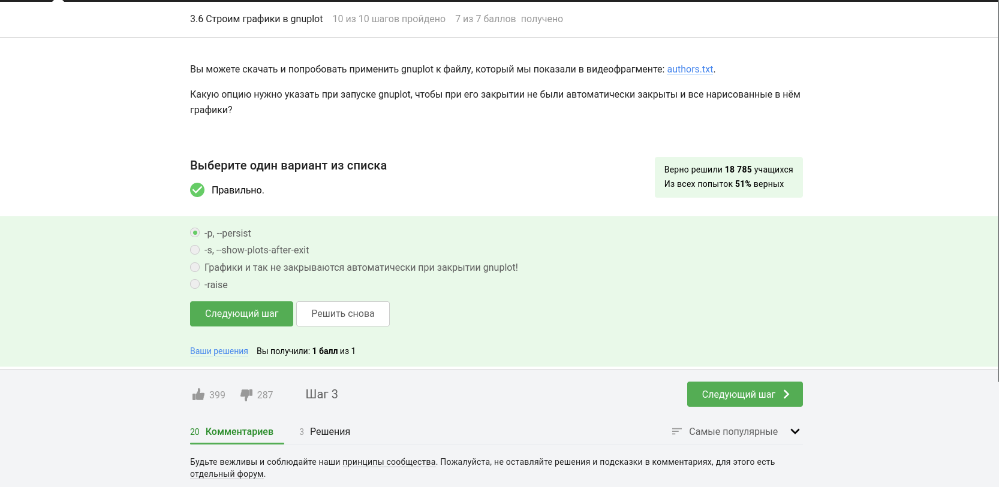 3.6 Строим графики в gnuplot 10 из 10 шагов пройдено 7 из 7 баллов получено
Вы можете скачать и попробовать применить gnuplot к файлу, который мы показали в видеофрагменте: authors.txt.
Какую опцию нужно указать при запуске gnuplot, чтобы при его закрытии не были автоматически закрыты и все нарисованные в нём
графики?
Выберите один вариант из списка
Правильно.
Верно решили 18 785 учащихся
Из всех попыток 51% верных
-p, --persist
-s, --show-plots-after-exit
Графики и так не закрываются автоматически при закрытии gnuplot!
-raise
Следующий шаг Решить снова
Ваши решения Вы получили: 1 балл из 1
399 287 Шаг 3 Следующий шаг
20 Комментариев 3 Решения Самые популярные
Будьте вежливы и соблюдайте наши принципы сообщества. Пожалуйста, не оставляйте решения и подсказки в комментариях, для этого есть
отдельный форум.